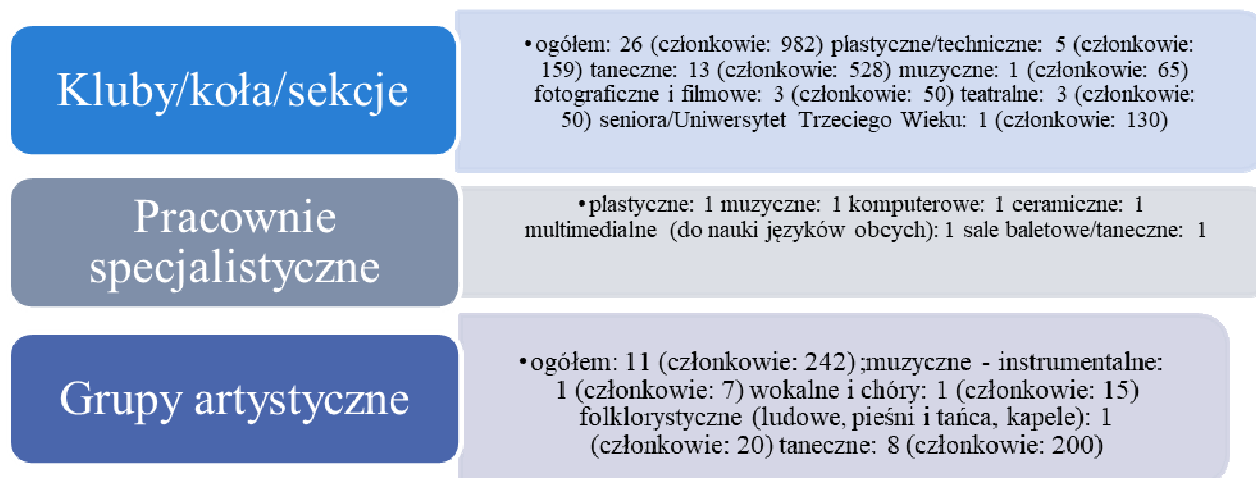 Kluby/koła/sekcje
•ogółem: 26 (członkowie: 982) plastyczne/techniczne: 5 (członkowie:
159) taneczne: 13 (członkowie: 528) muzyczne: 1 (członkowie: 65)
fotograficzne i filmowe: 3 (członkowie: 50) teatralne: 3 (członkowie:
50) seniora/Uniwersytet Trzeciego Wieku: 1 (członkowie: 130)
Pracownie
specjalistyczne
•plastyczne: 1 muzyczne: 1 komputerowe: 1 ceramiczne: 1
multimedialne (do nauki języków obcych): 1 sale baletowe/taneczne: 1
Grupy artystyczne
•ogółem: 11 (członkowie: 242) ;muzyczne - instrumentalne:
1 (członkowie: 7) wokalne i chóry: 1 (członkowie: 15)
folklorystyczne (ludowe, pieśni i tańca, kapele): 1
(członkowie: 20) taneczne: 8 (członkowie: 200)